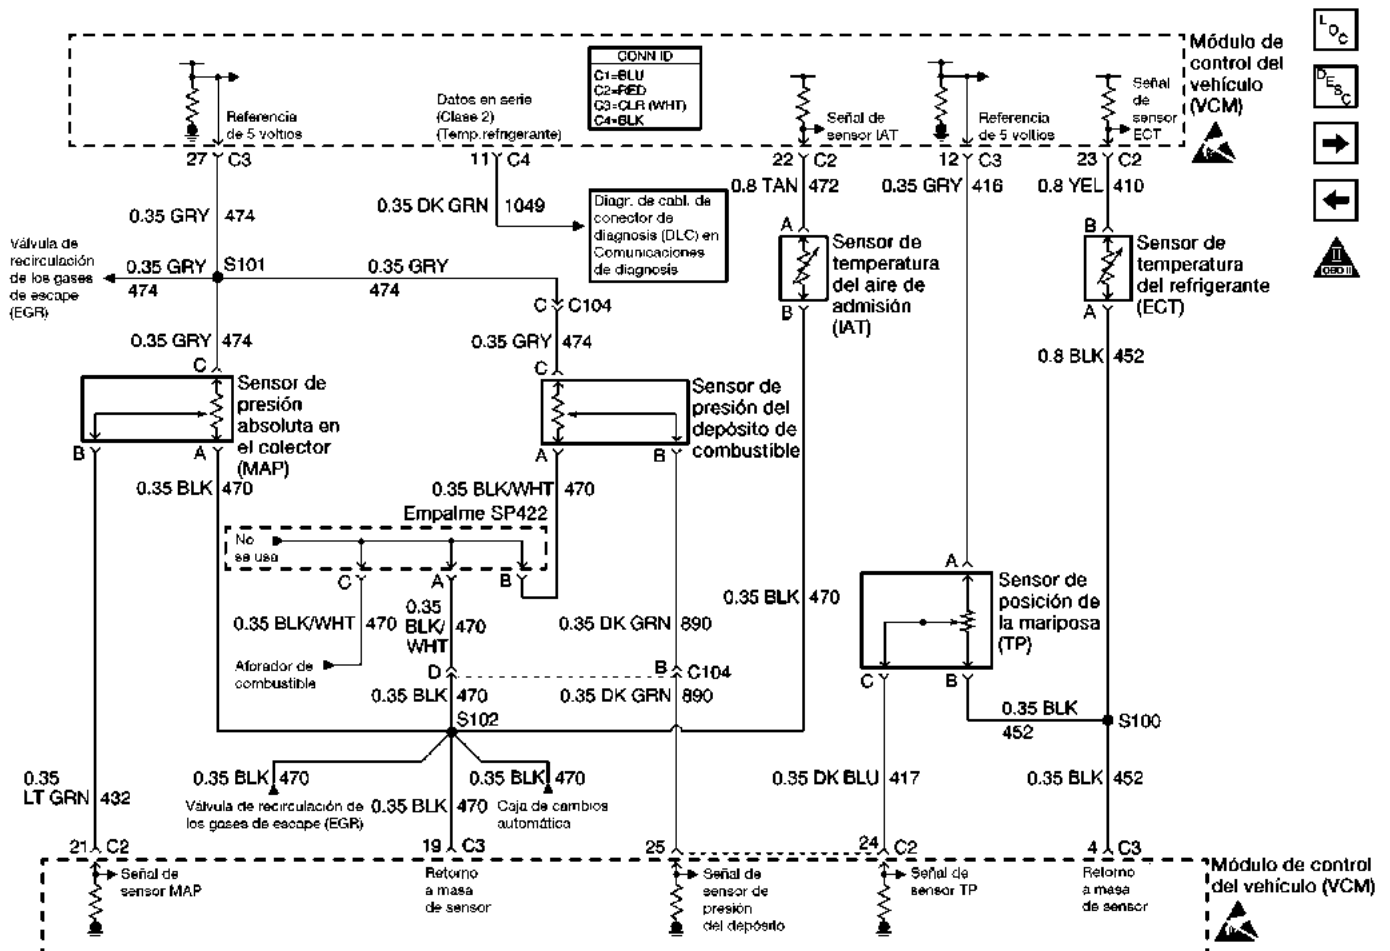 CONN ID
C1=BLU
C2=RED
C3=CLR (WHT)
C4=BLK
Módulo de
control del
vehículo
(VCM)
LOC
DESC
II
OBD II
Referencia
de 5 voltios
Datos en serie
(Clase 2)
(Temp.refrigerante)
Señal de
sensor IAT
Referencia
de 5 voltios
Señal
de
sensor
ECT
27 C3
11 C4
22 C2
12 C3
23 C2
0.35 GRY 474
0.35 DK GRN 1049
0.8 TAN 472
0.35 GRY 416
0.8 YEL 410
Diagr. de cabl. de
conector de
diagnosis (DLC) en
Comunicaciones
de diagnosis
Válvula de
recirculación
de los gases
de escape
(EGR)
0.35 GRY
474
S101
0.35 GRY
474
C C104
A
Sensor de
temperatura
del aire de
admisión
(IAT)
B
B
Sensor de
temperatura
del refrigerante
(ECT)
A
0.35 GRY 474
0.35 GRY 474
0.8 BLK 452
C
Sensor de
presión
absoluta en
el colector
(MAP)
B
A
C
Sensor de
presión del
depósito de
combustible
A
B
0.35 BLK 470
0.35 BLK/WHT 470
Empalme SP422
No
se usa
C
A
B
0.35 BLK/WHT 470
0.35
BLK/
WHT
470
0.35 DK GRN 890
0.35 BLK 470
A
Sensor de
posición de
la mariposa
(TP)
C
B
Aforador de
combustible
D
B C104
0.35 BLK 470
0.35 DK GRN 890
0.35 BLK
452
S102
S100
0.35
LT GRN 432
0.35 BLK 470
0.35 BLK 470
0.35 DK BLU 417
0.35 BLK 452
Válvula de recirculación de
los gases de escape (EGR)
0.35 BLK 470
Caja de cambios
automática
21 C2
19 C3
25
24 C2
4 C3
Módulo de control
del vehículo (VCM)
Señal de
sensor MAP
Retorno
a masa
de sensor
Señal de
sensor de
presión
del depósito
Señal de
sensor TP
Retorno
a masa
de sensor